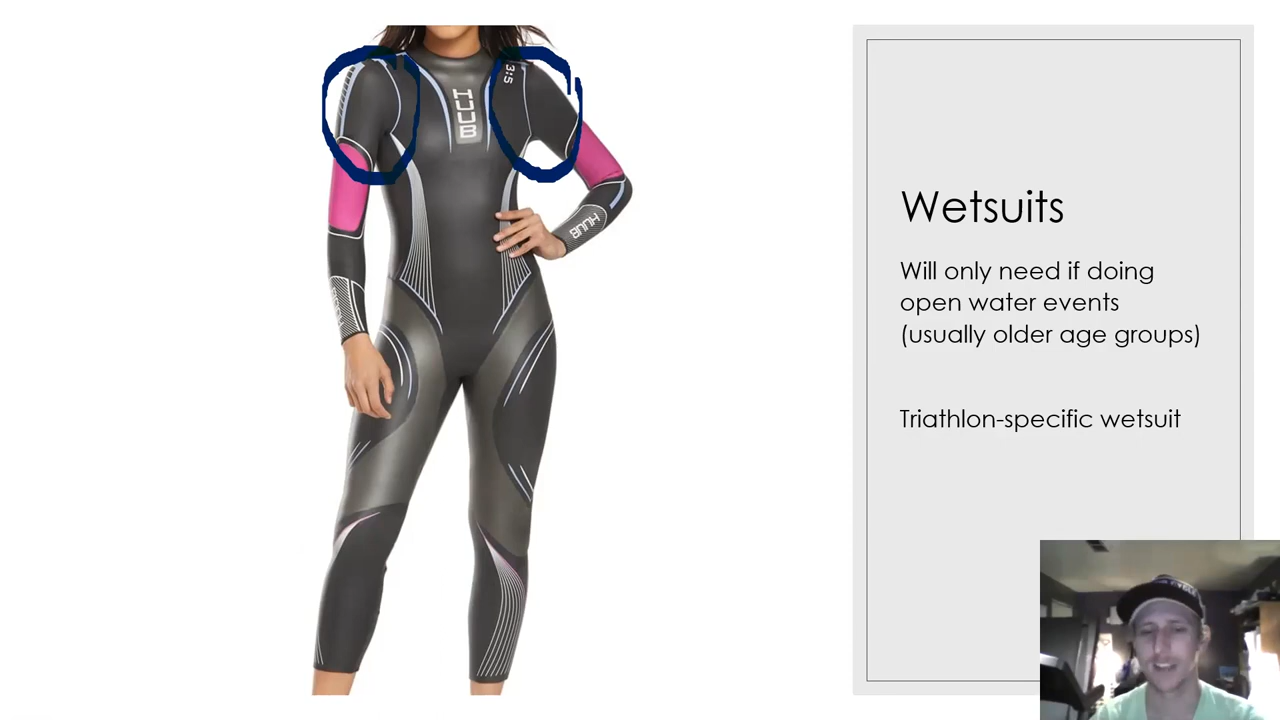 HUUB
3:5
HUUB
Wetsuits
Will only need if doing
open water events
(usually older age groups)
Triathlon-specific wetsuit